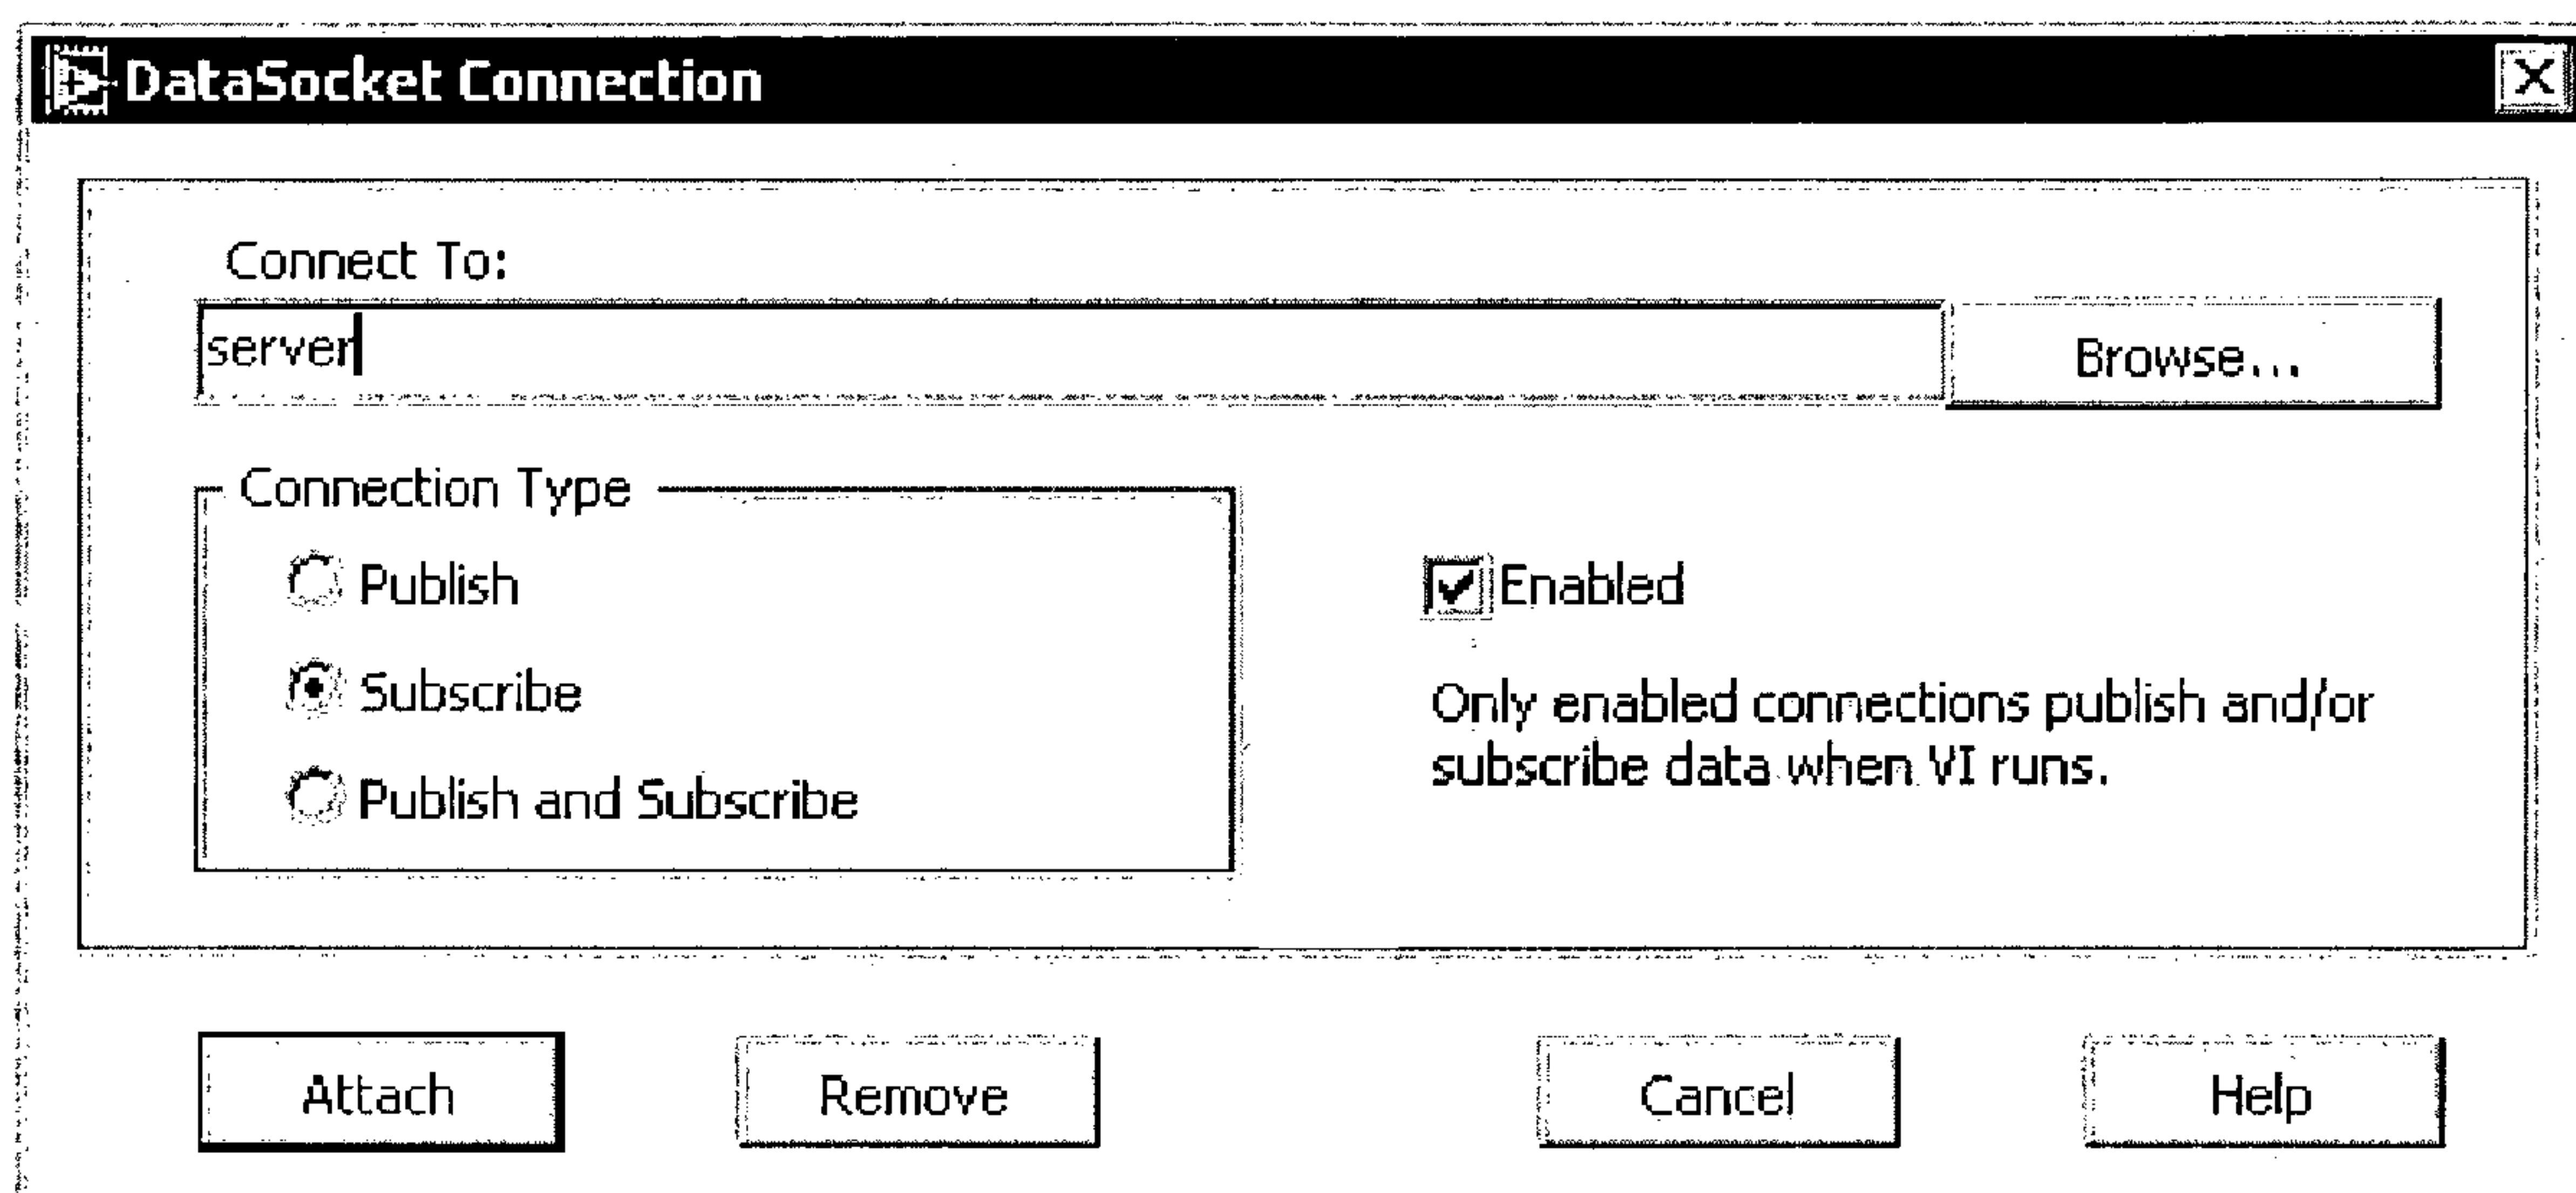 DataSocket Connection
Connect To:
server
Browse...
Connection Type
Publish
Subscribe
Publish and Subscribe
Enabled
Only enabled connections publish and/or
subscribe data when VI runs.
Attach
Remove
Cancel
Help